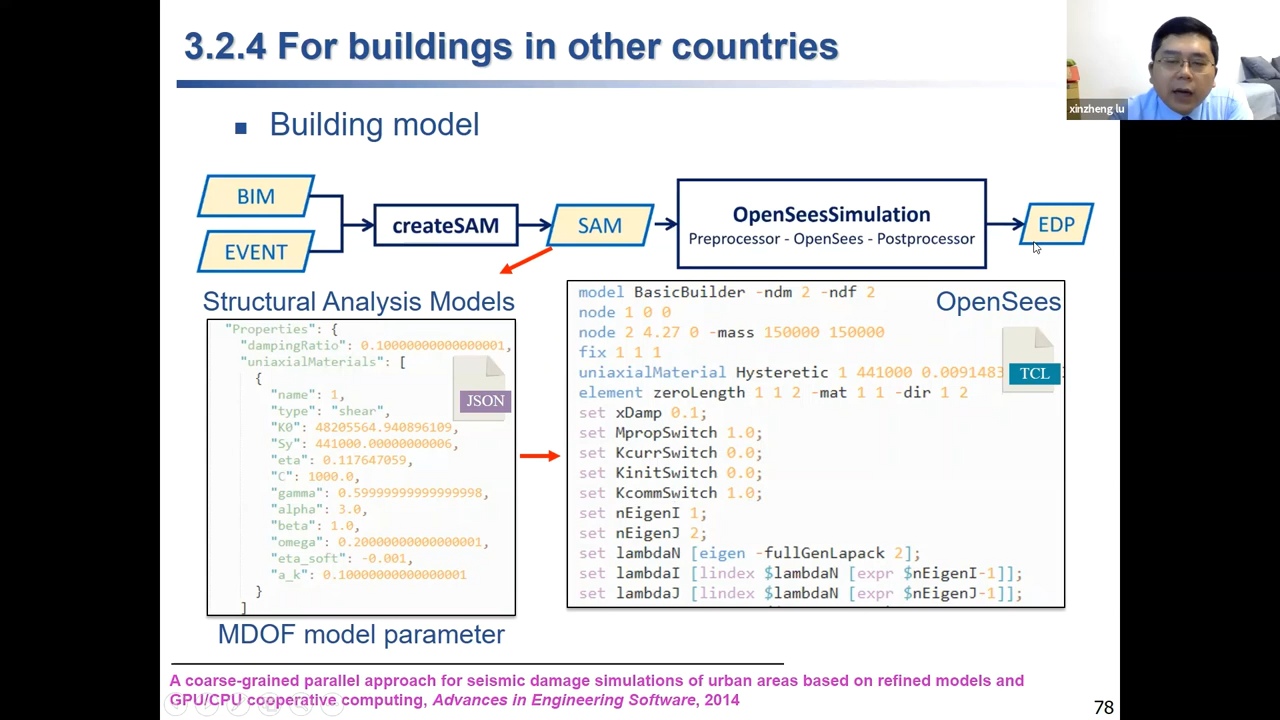 3.2.4 For buildings in other countries
xinzheng lu
■ Building model
BIM
EVENT
createSAM
SAM
OpenSeesSimulation
Preprocessor - OpenSees - Postprocessor
EDP
Structural Analysis Models
"Properties": {
"dampingRatio": 0.10000000000000001,
"uniaxialMaterials": [
{
"name": 1,
"type": "shear",
"K0": 48205564.940896109,
"Sy": 441000.00000000006,
"eta": 0.117647059,
"C": 1000.0,
"gamma": 0.59999999999999998,
"alpha": 3.0,
"beta": 1.0,
"omega": 0.20000000000000001,
"eta_soft": -0.001,
"a_k": 0.10000000000000001
}
]
JSON
MDOF model parameter
OpenSees
model BasicBuilder -ndm 2 -ndf 2
node 1 0 0
node 2 4.27 0 -mass 150000 150000
fix 1 1 1
uniaxialMaterial Hysteretic 1 441000 0.0091483
element zeroLength 1 1 2 -mat 1 1 -dir 1 2
set xDamp 0.1;
set MpropSwitch 1.0;
set KcurrSwitch 0.0;
set KinitSwitch 0.0;
set KcommSwitch 1.0;
set nEigenI 1;
set nEigenJ 2;
set lambdaN [eigen -fullGenLapack 2];
set lambdaI [lindex $lambdaN [expr $nEigenI-1]];
set lambdaJ [lindex $lambdaN [expr $nEigenJ-1]];
TCL
A coarse-grained parallel approach for seismic damage simulations of urban areas based on refined models and
GPU/CPU cooperative computing, Advances in Engineering Software, 2014
78